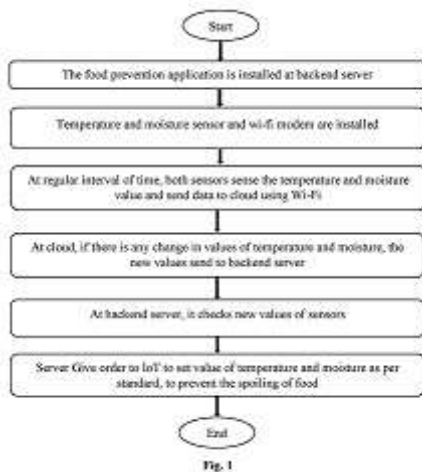 Start
The food prevention application is installed at backend server
Temperature and moisture sensor and wi-fi modem are installed
At regular interval of time, both sensors sense the temperature and moisture
value and send data to cloud using Wi-Fi
At cloud, if there is any change in values of temperature and moisture, the
new values send to backend server
At backend server, it checks new values of sensors
Server Give order to IoT to set value of temperature and moisture as per
standard, to prevent the spoiling of food
End
Fig. 1